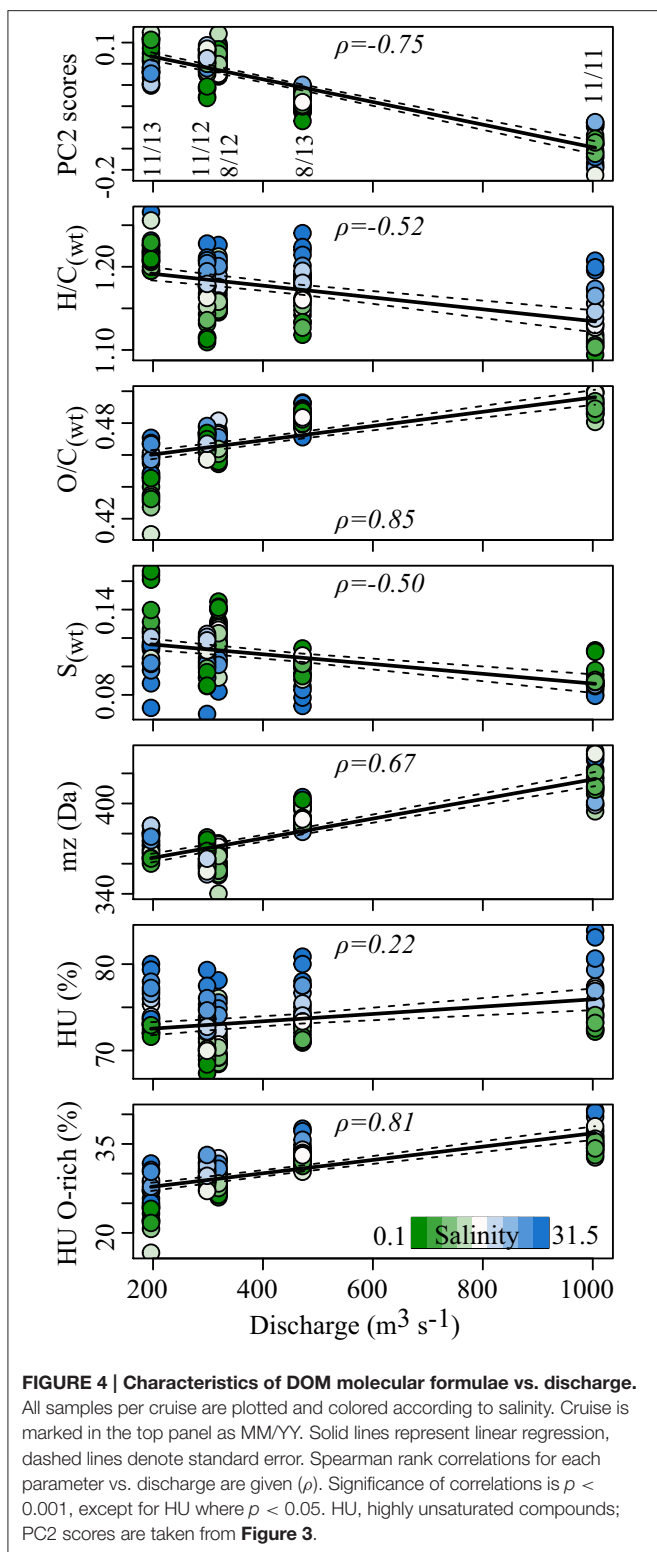 PC2 scores
0.1
-0.2
ρ=-0.75
11/13
11/12
8/12
8/13
11/11
H/C(wt)
1.20
1.10
ρ=-0.52
O/C(wt)
0.48
0.42
ρ=0.85
S(wt)
0.14
0.08
ρ=-0.50
mz (Da)
400
340
ρ=0.67
HU (%)
80
70
ρ=0.22
HU O-rich (%)
35
20
ρ=0.81
0.1 Salinity 31.5
200 400 600 800 1000
Discharge (m³ s⁻¹)
FIGURE 4 | Characteristics of DOM molecular formulae vs. discharge.
All samples per cruise are plotted and colored according to salinity. Cruise is
marked in the top panel as MM/YY. Solid lines represent linear regression,
dashed lines denote standard error. Spearman rank correlations for each
parameter vs. discharge are given (ρ). Significance of correlations is p <
0.001, except for HU where p < 0.05. HU, highly unsaturated compounds;
PC2 scores are taken from Figure 3.